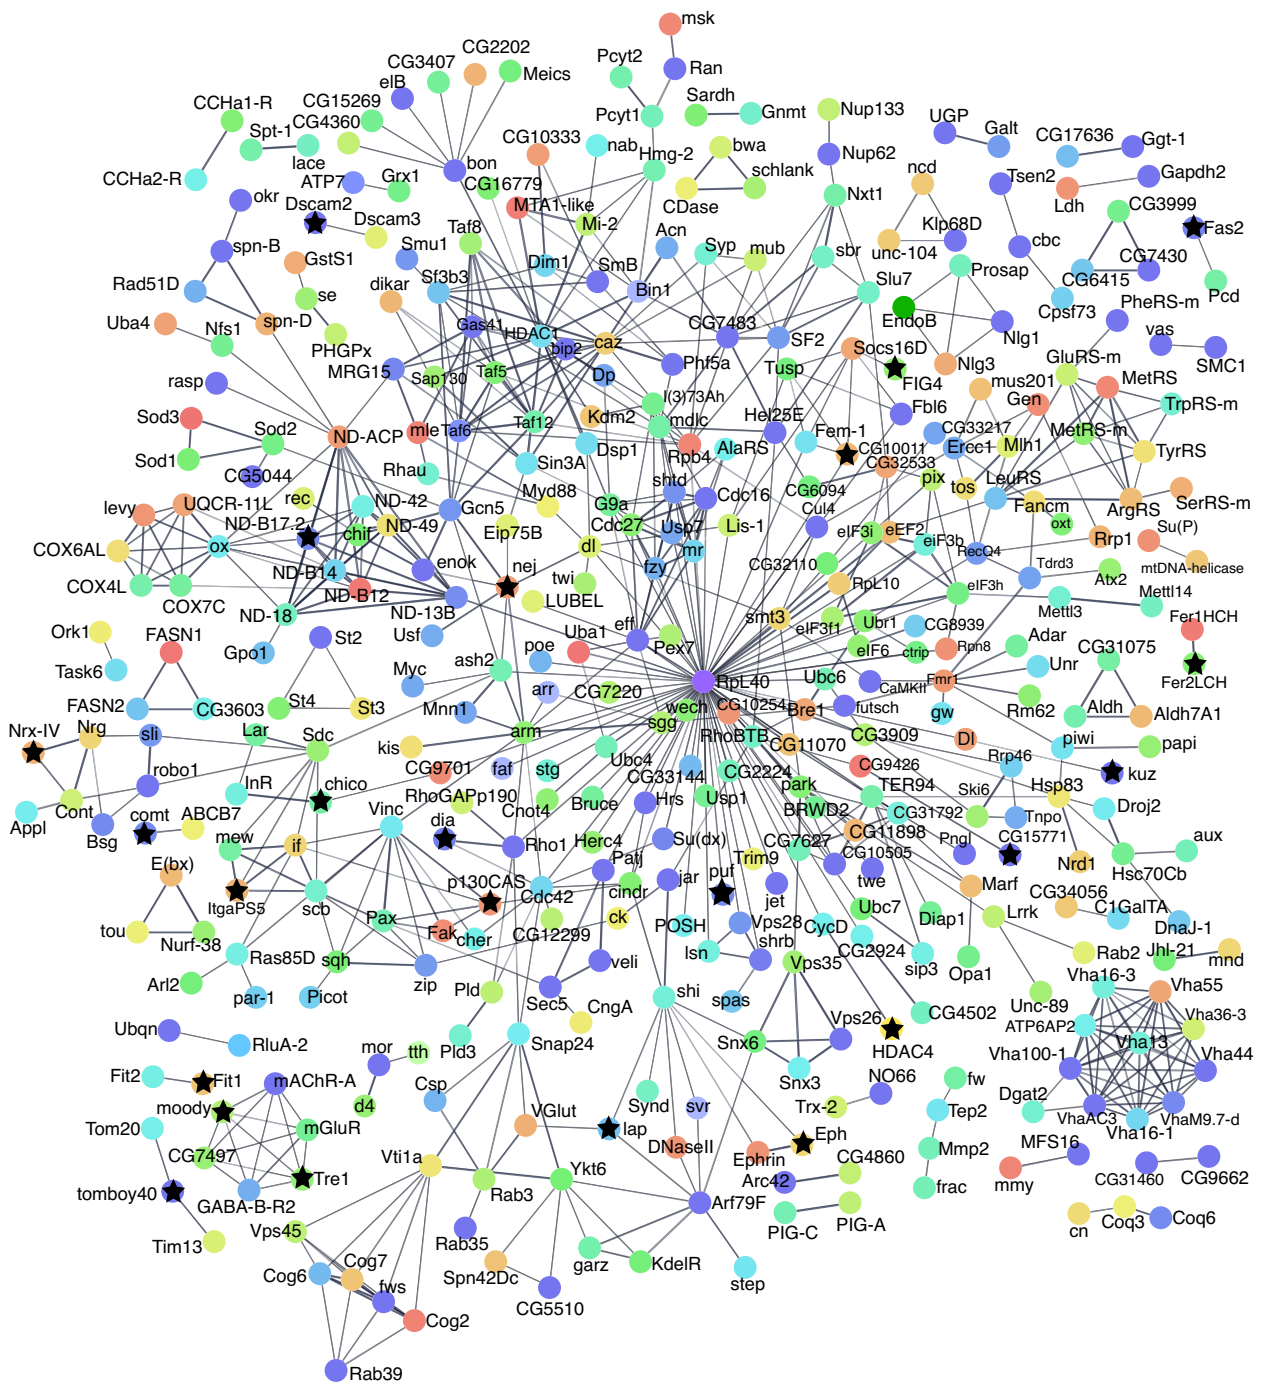 msk
CG2202
Pcyt2
CG3407
Ran
Meics
elB
Sardh
CCHa1-R
CG15269
Gnmt
Nup133
Pcyt1
UGP
Galt
CG17636
Ggt-1
Spt-1
CG4360
CG10333
nab
bwa
Hmg-2
Nup62
lace
bon
schlank
ncd
Tsen2
Gapdh2
CCHa2-R
ATP7
Grx1
CG16779
CDase
Nxt1
Ldh
okr
Dscam2
MTA1-like
CG3999
Dscam3
Taf8
Mi-2
Acn
Klp68D
Fas2
spn-B
Smu1
Syp
mub
sbr
unc-104
cbc
CG7430
GstS1
Sf3b3
Dim1
SmB
Prosap
CG6415
Rad51D
dikar
Bin1
Slu7
Cpsf73
Pcd
se
PheRS-m
Uba4
spn-D
Gas41
HDAC1
CG7483
EndoB
Nlg1
vas
Nfs1
PHGPx
bip2
caz
SF2
Socs16D
GluRS-m
SMC1
MRG15
Sap130
Taf5
Dp
Phf5a
Tusp
FIG4
Nlg3
mus201
MetRS
rasp
l(3)73Ah
Gen
TrpRS-m
Sod3
Sod2
ND-ACP
mle
Taf6
Taf12
Kdm2
mdlc
Hel25E
Fbl6
CG33217
MetRS-m
Sod1
Dsp1
Rpb4
AlaRS
Fem-1
CG10011
Ercc1
Mlh1
TyrRS
CG5044
Rhau
Sin3A
CG32533
LeuRS
rec
shtd
Cdc16
CG6094
pix
tos
levy
UQCR-11L
ND-42
Myd88
G9a
Cul4
Fancm
ArgRS
SerRS-m
ND-B17.2
ND-49
Gcn5
Cdc27
Usp7
Lis-1
oxt
Su(P)
COX6AL
ox
chif
Eip75B
dl
mr
eIF3i
eEF2
eiF3b
Rrp1
ND-B14
enok
nej
fzy
CG32110
RecQ4
Tdrd3
mtDNA-helicase
COX4L
COX7C
ND-B12
twi
RpL10
eIF3h
Atx2
Mettl14
ND-18
ND-13B
LUBEL
smt3
eIF3f1
Ubr1
CG8939
Mettl3
Fer1HCH
Ork1
FASN1
St2
Usf
Uba1
eff
Pex7
eIF6
ctrip
Rpn8
Adar
CG31075
Gpo1
poe
ash2
Task6
Myc
RpL40
Ubc6
CaMKII
Fmr1
Unr
Fer2LCH
FASN2
CG3603
St4
St3
Mnn1
arr
CG7220
wech
CG10254
Bre1
futsch
gw
Rm62
Aldh
Aldh7A1
Nrx-IV
Nrg
sli
Lar
Sdc
kis
arm
sgg
RhoBTB
CG11070
CG3909
Dl
piwi
papi
robo1
CG9701
faf
stg
Ubc4
CG33144
CG2224
CG9426
Rrp46
kuz
InR
chico
park
TER94
Ski6
Hsp83
Appl
Cont
ABCB7
Vinc
RhoGAPp190
Cnot4
Bruce
Hrs
Usp1
BRWD2
CG31792
Tnpo
Droj2
Bsg
comt
mew
dia
Rho1
Herc4
Su(dx)
CG7627
CG11898
Pngl
CG15771
aux
E(bx)
if
Patj
Trim9
CG10505
Nrd1
Hsc70Cb
p130CAS
Cdc42
cindr
jar
puf
jet
twe
Marf
CG34056
ItgaPS5
scb
Pax
ck
Ubc7
C1GalTA
tou
Nurf-38
Fak
cher
CG12299
POSH
Vps28
CycD
Diap1
Lrrk
DnaJ-1
Ras85D
sqh
veli
lsn
shrb
CG2924
Rab2
Jhl-21
mnd
Arl2
zip
sip3
Opa1
par-1
Picot
Pld
Sec5
shi
spas
Vps35
Unc-89
Vha16-3
Vha55
CngA
Vps26
CG4502
Ubqn
RluA-2
mor
tth
Pld3
Snap24
Snx6
HDAC4
ATP6AP2
Vha36-3
Vha13
Fit2
Fit1
mAChR-A
Csp
Snx3
NO66
fw
Vha100-1
Vha44
moody
d4
VGlut
Synd
svr
Trx-2
Dgat2
Tom20
mGluR
lap
Tep2
VhaAC3
Vha16-1
VhaM9.7-d
CG7497
Vti1a
DNaseII
Ephrin
Eph
Mmp2
MFS16
Tre1
Ykt6
CG4860
tomboy40
GABA-B-R2
Rab3
Arc42
frac
mmy
CG31460
CG9662
Arf79F
Tim13
Vps45
Rab35
PIG-C
PIG-A
cn
Coq3
Coq6
Cog6
Cog7
Spn42Dc
garz
KdelR
step
fws
CG5510
Cog2
Rab39